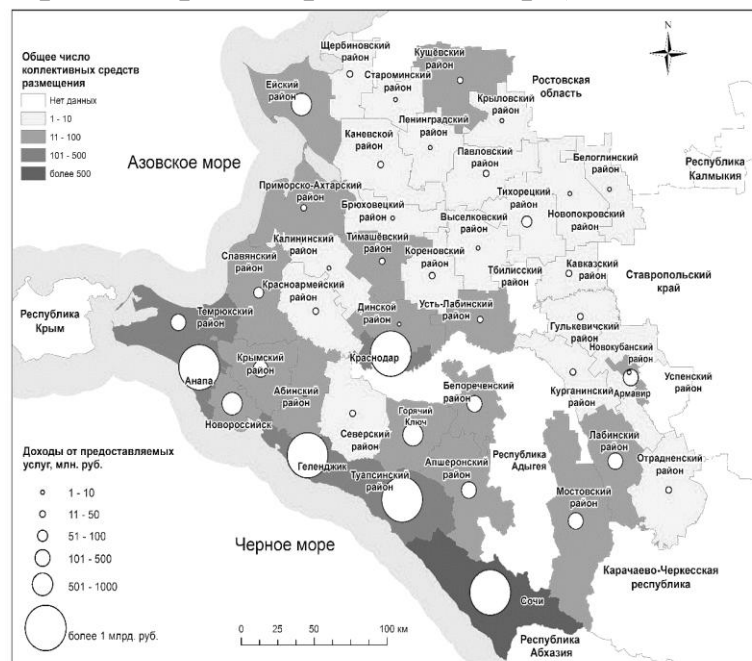 Общее число
коллективных средств
размещения
Нет данных
1 - 10
11 - 100
101 - 500
более 500
N
Щербиновский
район
Кущёвский
район
Ейский
район
Староминский
район
Ростовская
область
Крыловский
район
Ленинградский
район
Каневской
район
Павловский
район
Белоглинский
район
Республика
Калмыкия
Азовское море
Приморско-Ахтарский
район
Тихорецкий
район
Брюховецкий
район
Выселковский
район
Новопокровский
район
Калининский
район
Тимашёвский
район
Славянский
район
Кореновский
район
Кавказский
район
Тбилисский
район
Ставропольский
край
Красноармейский
район
Республика
Крым
Темрюкский
район
Динской
район
Усть-Лабинский
район
Гулькевичский
район
Новокубанский
район
Краснодар
Крымский
район
Анапа
Белореченский
район
Успенский
район
Армавир
Абинский
район
Курганинский
район
Новороссийск
Северский
район
Горячий
Ключ
Лабинский
район
Республика
Адыгея
Отрадненский
район
Геленджик
Апшеронский
район
Туапсинский
район
Мостовский
район
Доходы от предоставляемых
услуг, млн. руб.
1 - 10
11 - 50
51 - 100
101 - 500
501 - 1000
более 1 млрд. руб.
Черное море
Карачаево-Черкесская
республика
Сочи
0 25 50 100 км
Республика
Абхазия